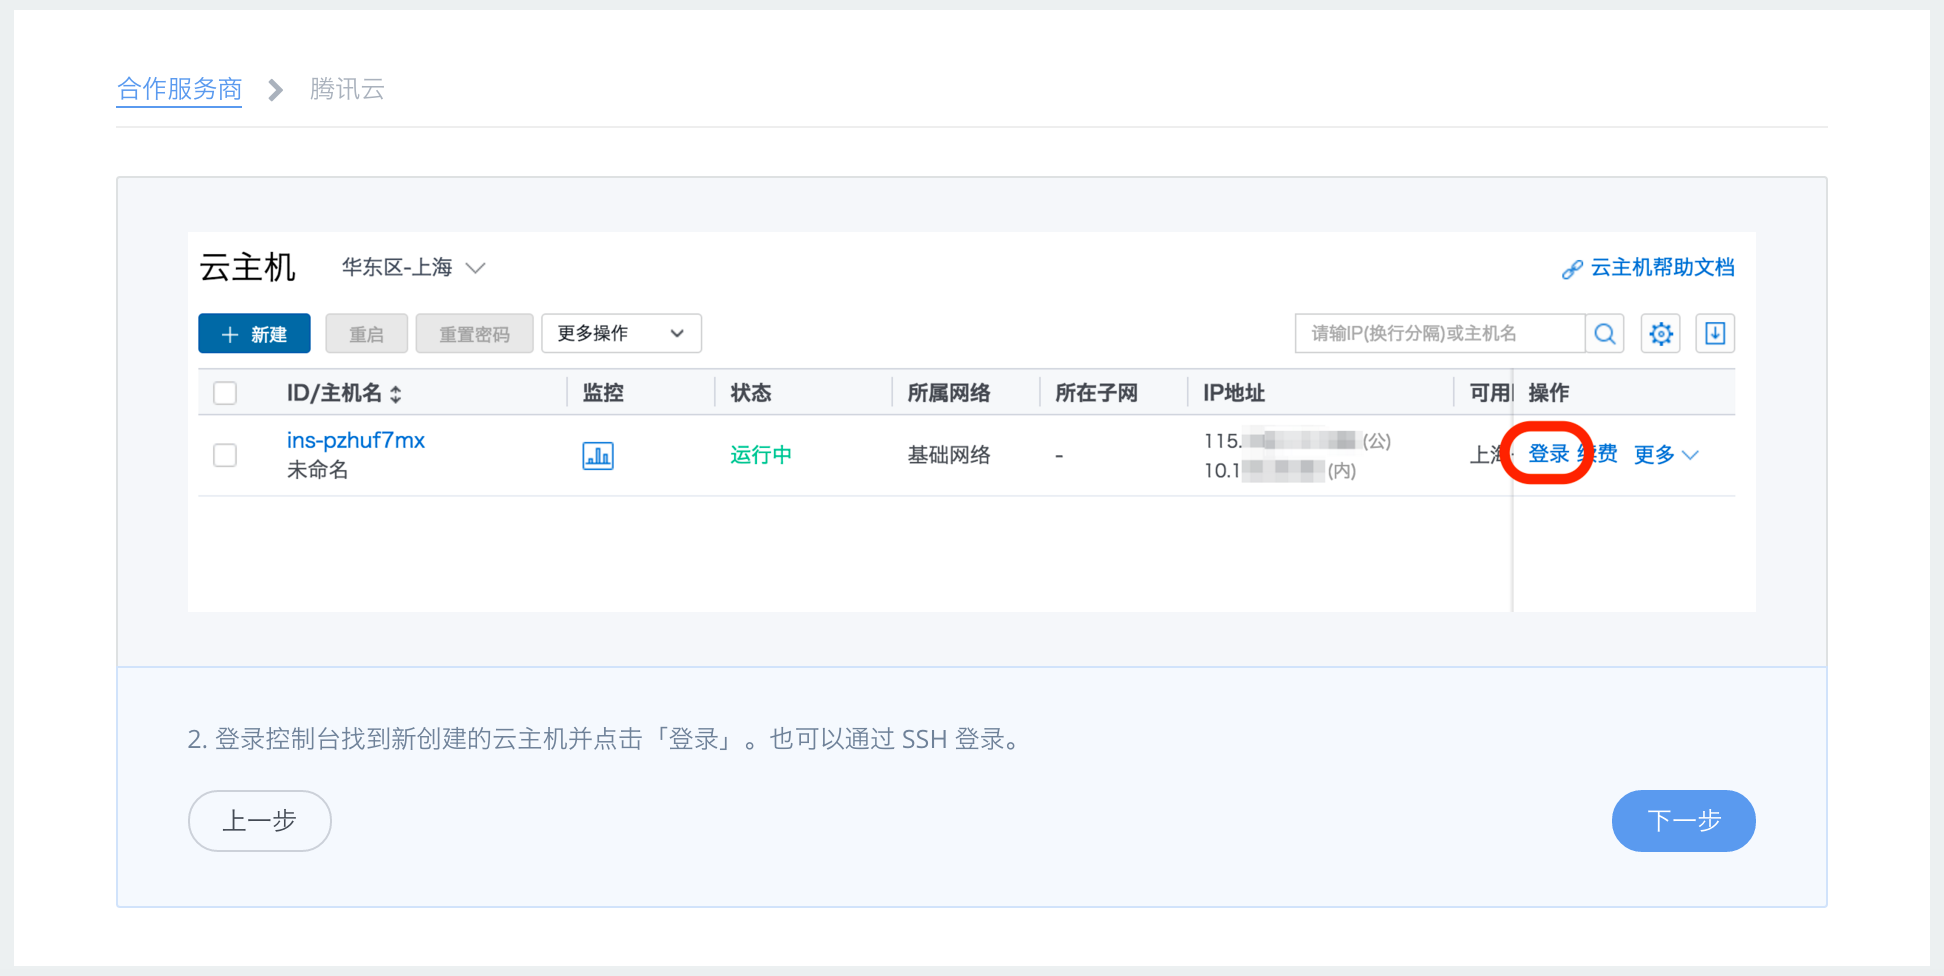 合作服务商 腾讯云
云主机 华东区-上海 云主机帮助文档
新建 重启 重置密码 更多操作 请输IP(换行分隔)或主机名
ID/主机名 监控 状态 所属网络 所在子网 IP地址 可用 操作
ins-pzhuf7mx 运行中 基础网络 - 115. (公) 上海 登录 续费 更多
未命名 10.1 (内)
2. 登录控制台找到新创建的云主机并点击「登录」。也可以通过 SSH 登录。
上一步 下一步